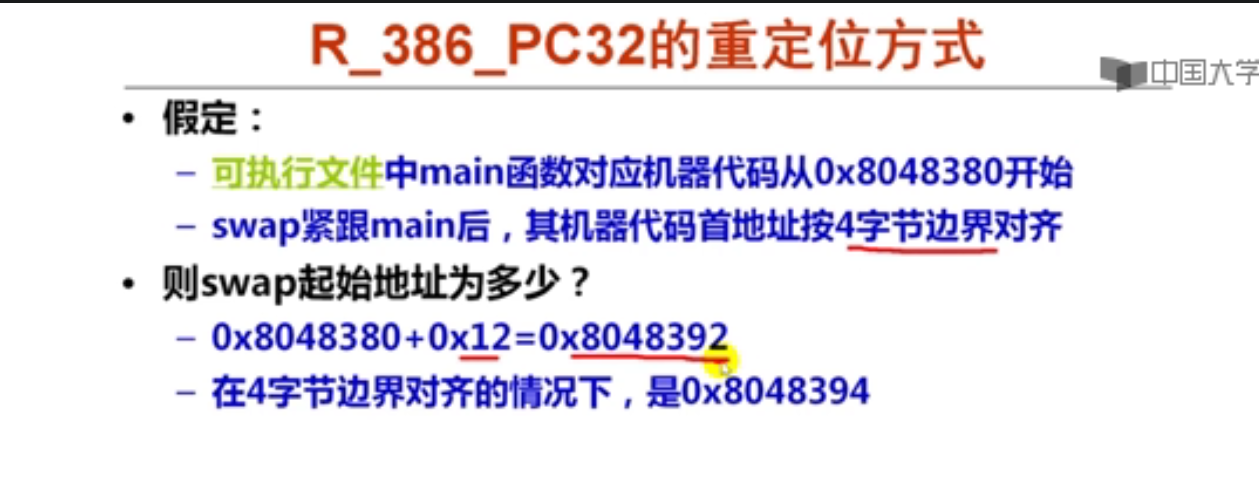 R_386_PC32的重定位方式
中国大学
• 假定：
– 可执行文件中main函数对应机器代码从0x8048380开始
– swap紧跟main后，其机器代码首地址按4字节边界对齐
• 则swap起始地址为多少？
– 0x8048380+0x12=0x8048392
– 在4字节边界对齐的情况下，是0x8048394